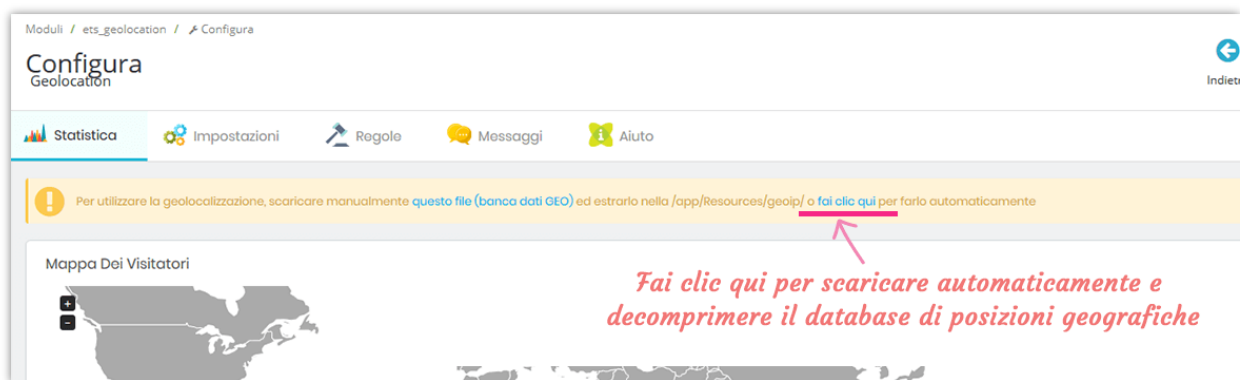 Moduli / ets_geolocation / Configura
Configura
Geolocation
Statistica
Impostazioni
Regole
Messaggi
Aiuto
Per utilizzare la geolocalizzazione, scaricare manualmente questo file (banca dati GEO) ed estrarlo nella /app/Resources/geoip/ o fai clic qui per farlo automaticamente
Mappa Dei Visitatori
+
-
Fai clic qui per scaricare automaticamente e
decomprimere il database di posizioni geografiche